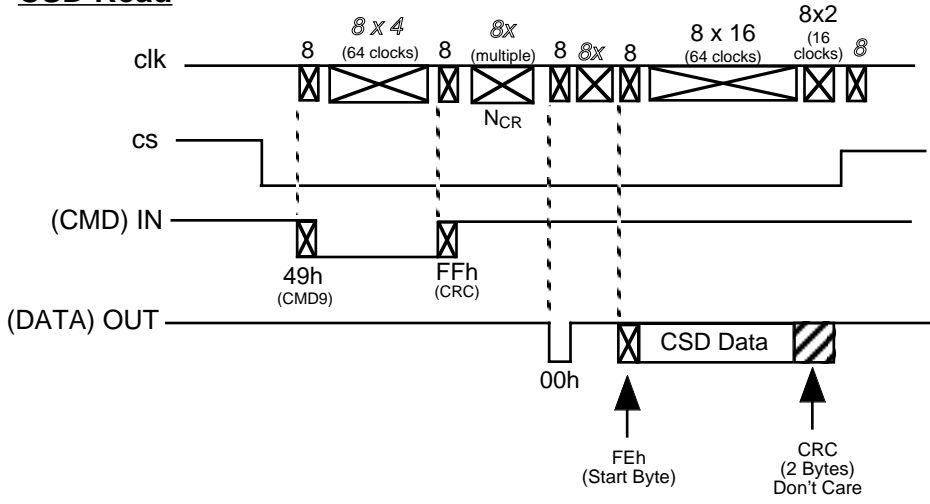 CSD Read
8x2
8 x 4
8x
8 x 16
(16
8
(64 clocks)
8
(multiple)
8
8x
8
(64 clocks)
clocks)
8
clk
NCR
cs
(CMD) IN
49h
(CMD9)
FFh
(CRC)
(DATA) OUT
CSD Data
00h
FEh
(Start Byte)
CRC
(2 Bytes)
Don't Care